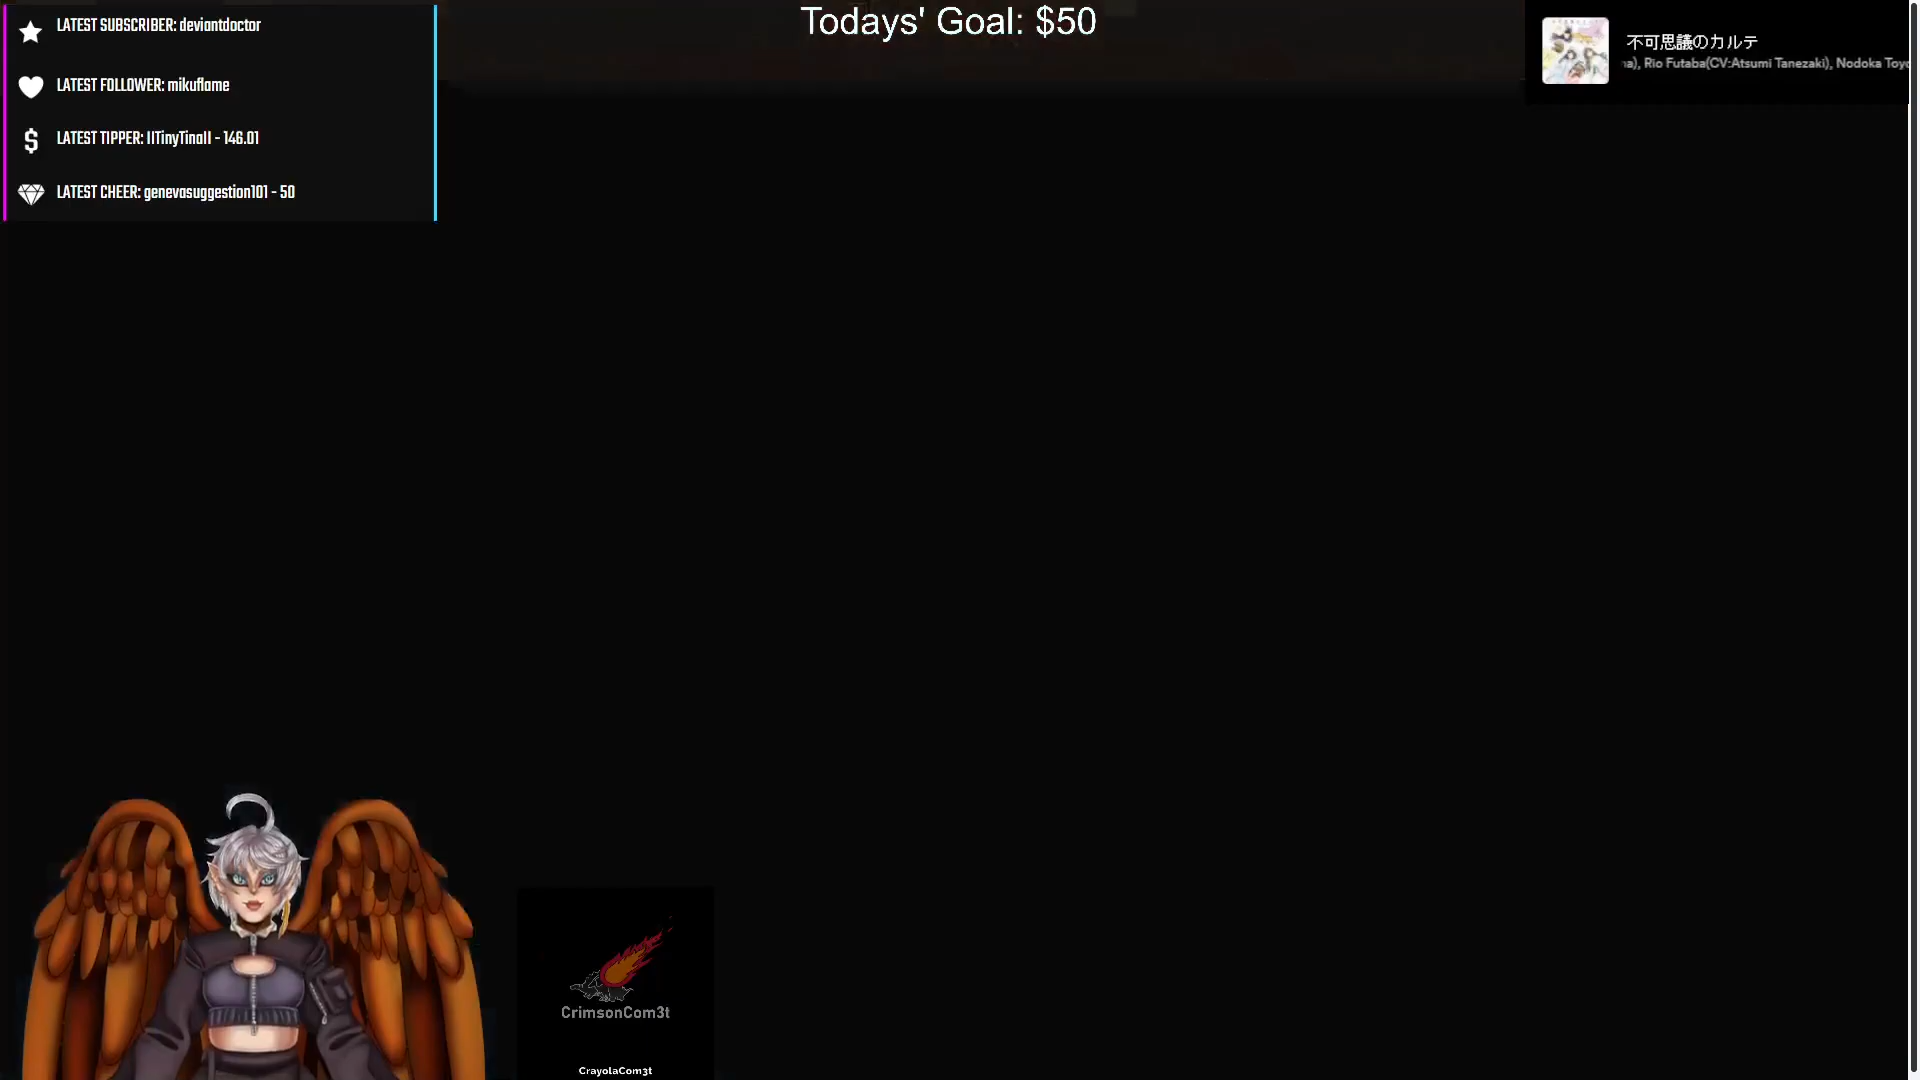 LATEST SUBSCRIBER: deviantdoctor
LATEST FOLLOWER: mikuflame
LATEST TIPPER: IITinyTinaII - 146.01
LATEST CHEER: genevasuggestion101 - 50
Todays' Goal: $50
不可思議のカルテ
na), Rio Futaba(CV:Atsumi Tanezaki), Nodoka Toyo
CrimsonCom3t
CrayolaCom3t